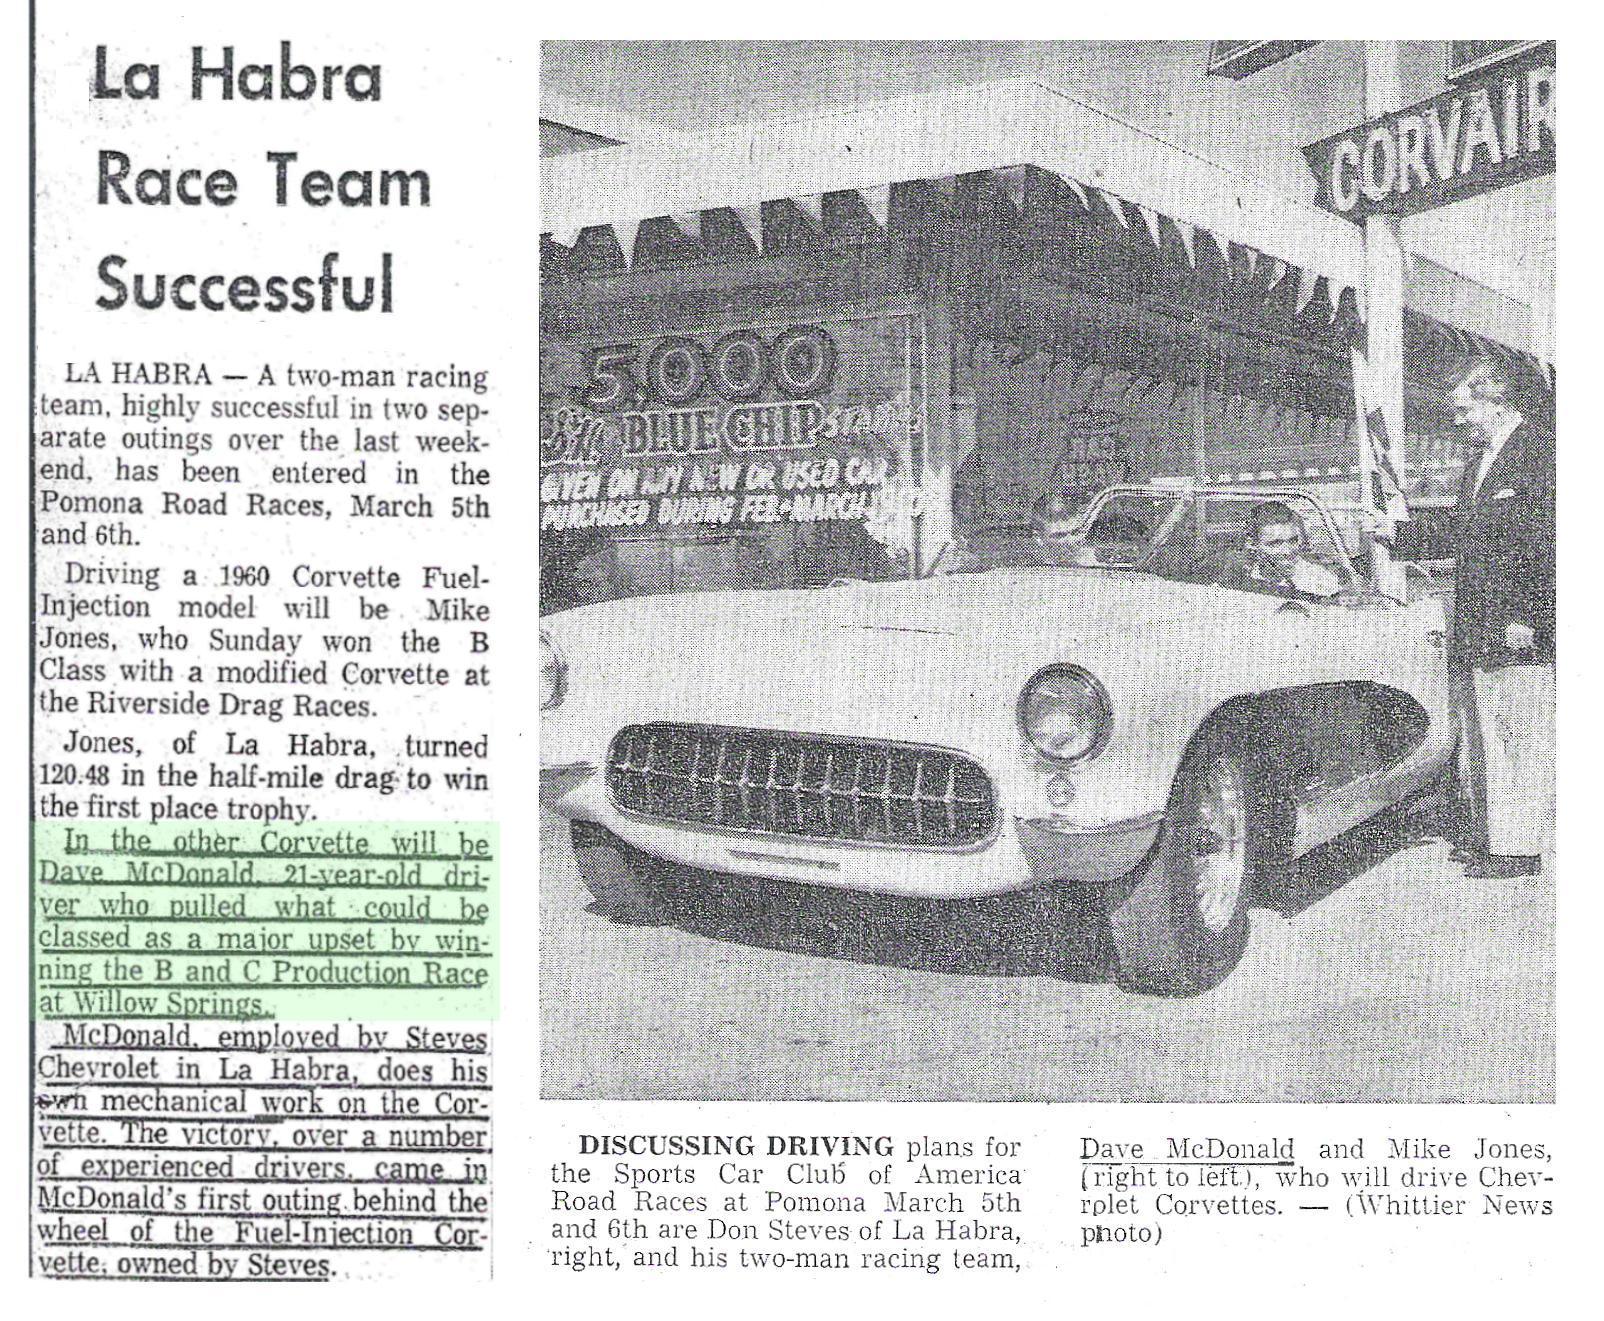 La Habra
Race Team
Successful
LA HABRA — A two-man racing
team, highly successful in two sep-
arate outings over the last week-
end, has been entered in the
Pomona Road Races, March 5th
and 6th.
Driving a 1960 Corvette Fuel-
Injection model will be Mike
Jones, who Sunday won the B
Class with a modified Corvette at
the Riverside Drag Races.
Jones, of La Habra, turned
120.48 in the half-mile drag to win
the first place trophy.
In the other Corvette will be
Dave McDonald, 21-year-old dri-
ver who pulled what could be
classed as a major upset by win-
ning the B and C Production Race
at Willow Springs.
McDonald, employed by Steves
Chevrolet in La Habra, does his
own mechanical work on the Cor-
vette. The victory, over a number
of experienced drivers, came in
McDonald's first outing behind the
wheel of the Fuel-Injection Cor-
vette, owned by Steves.
CORVAIR
5,000
BLUE CHIP STAMPS
GIVEN ON ANY NEW OR USED CAR
PURCHASED DURING FEB-MARCH
DISCUSSING DRIVING plans for
the Sports Car Club of America
Road Races at Pomona March 5th
and 6th are Don Steves of La Habra,
right, and his two-man racing team,
Dave McDonald and Mike Jones,
(right to left), who will drive Chev-
rolet Corvettes. — (Whittier News
photo)